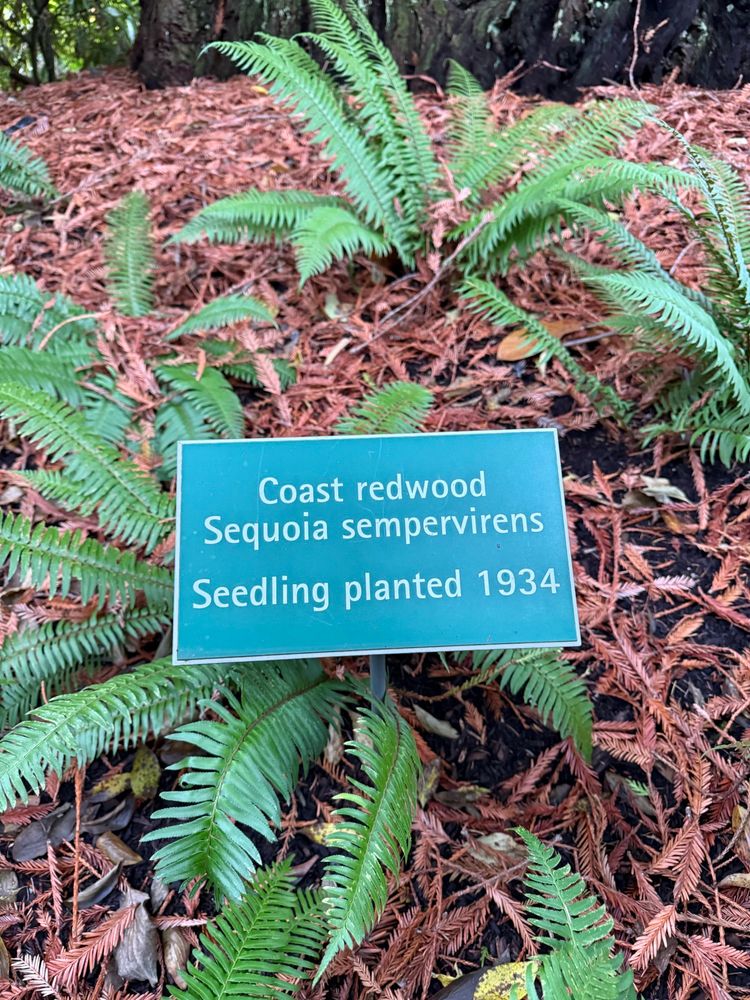 Coast redwood
Sequoia sempervirens
Seedling planted 1934